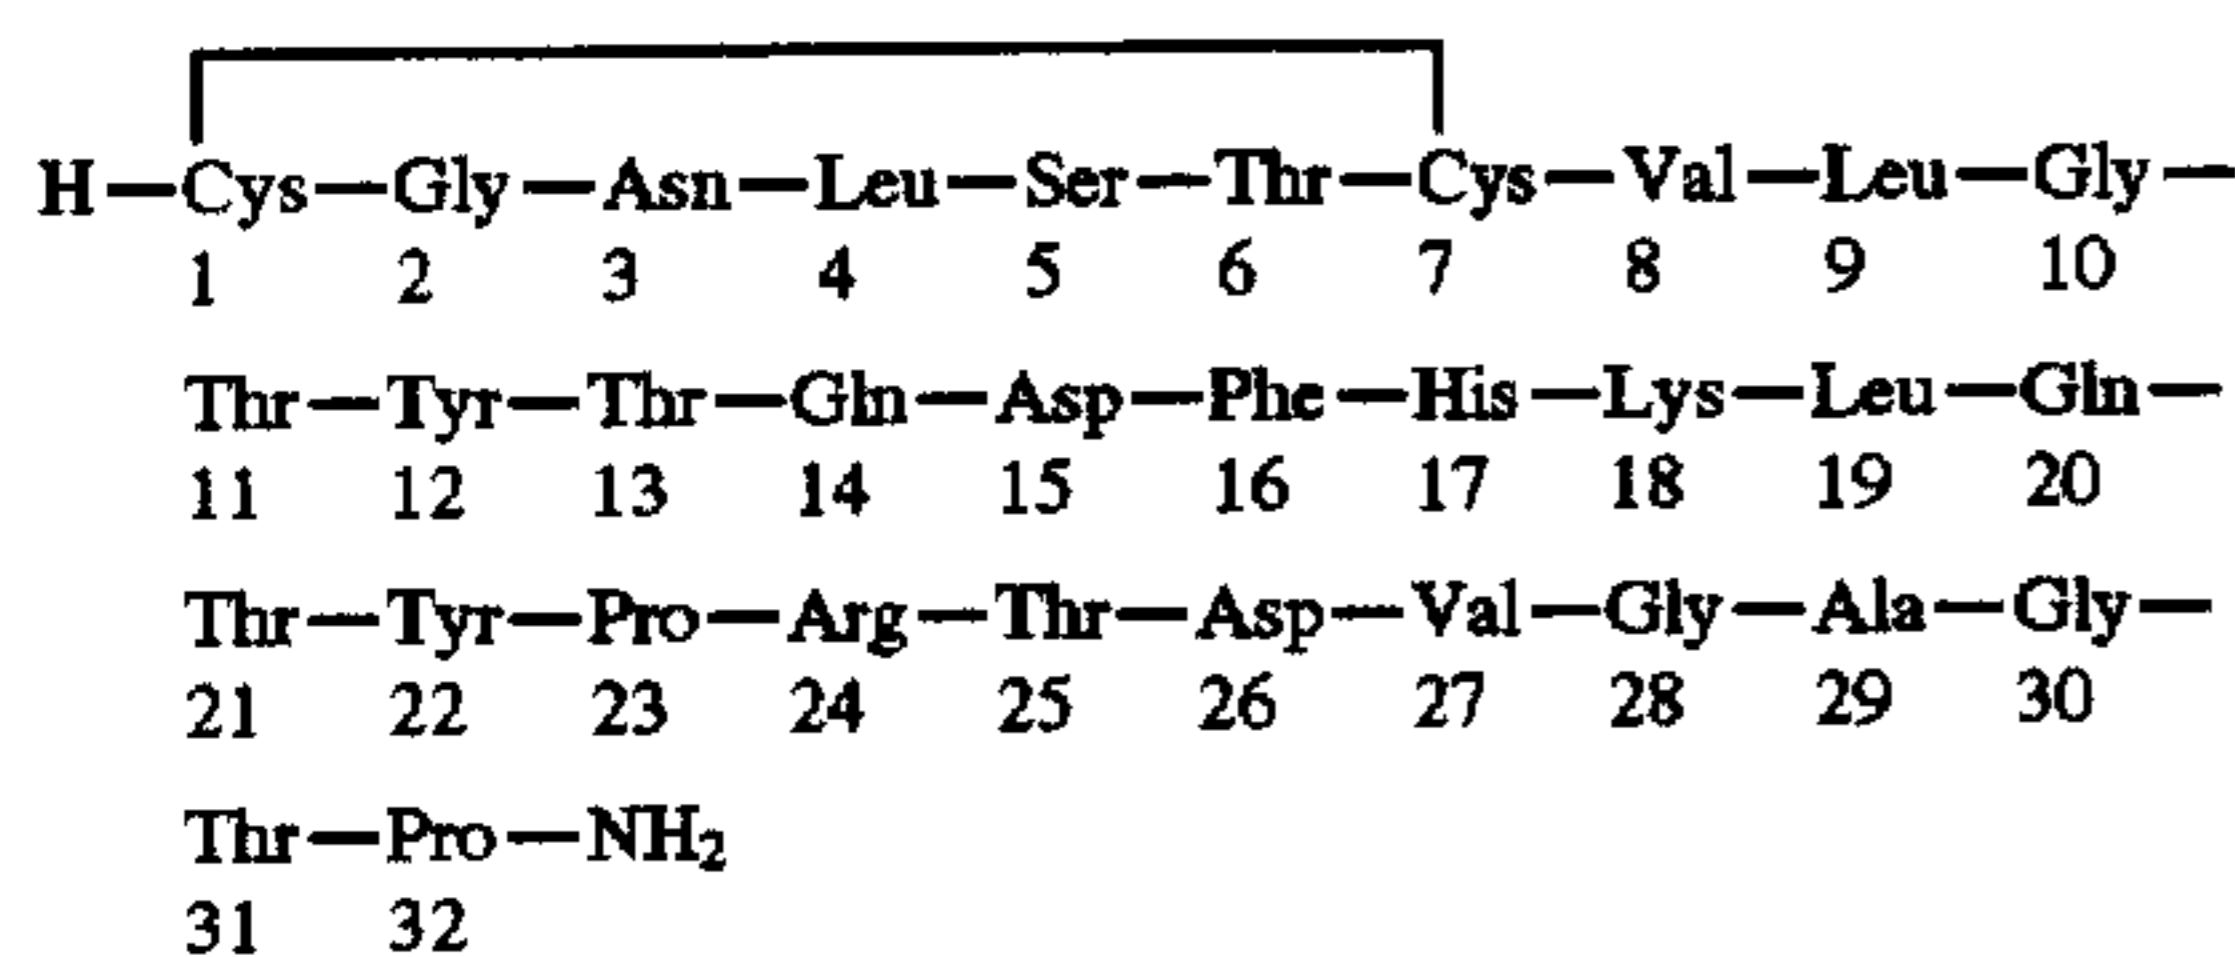 H—Cys—Gly—Asn—Leu—Ser—Thr—Cys—Val—Leu—Gly—
1 2 3 4 5 6 7 8 9 10
Thr—Tyr—Thr—Gln—Asp—Phe—His—Lys—Leu—Gln—
11 12 13 14 15 16 17 18 19 20
Thr—Tyr—Pro—Arg—Thr—Asp—Val—Gly—Ala—Gly—
21 22 23 24 25 26 27 28 29 30
Thr—Pro—NH₂
31 32